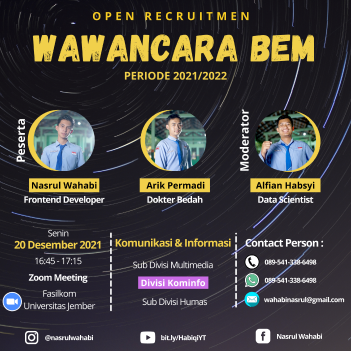 OPEN RECRUITMEN
WAWANCARA BEM
PERIODE 2021/2022
Peserta
Moderator
Nasrul Wahabi
Frontend Developer
Arik Permadi
Dokter Bedah
Alfian Habsyi
Data Scientist
Senin
20 Desember 2021
16:45 - 17:15
Zoom Meeting
Fasilkom
Universitas Jember
Komunikasi & Informasi
Sub Divisi Multimedia
Divisi Kominfo
Sub Divisi Humas
Contact Person :
089-541-338-6498
089-541-338-6498
wahabinasrul@gmail.com
@nasrulwahabi
bit.ly/HabiqiYT
Nasrul Wahabi